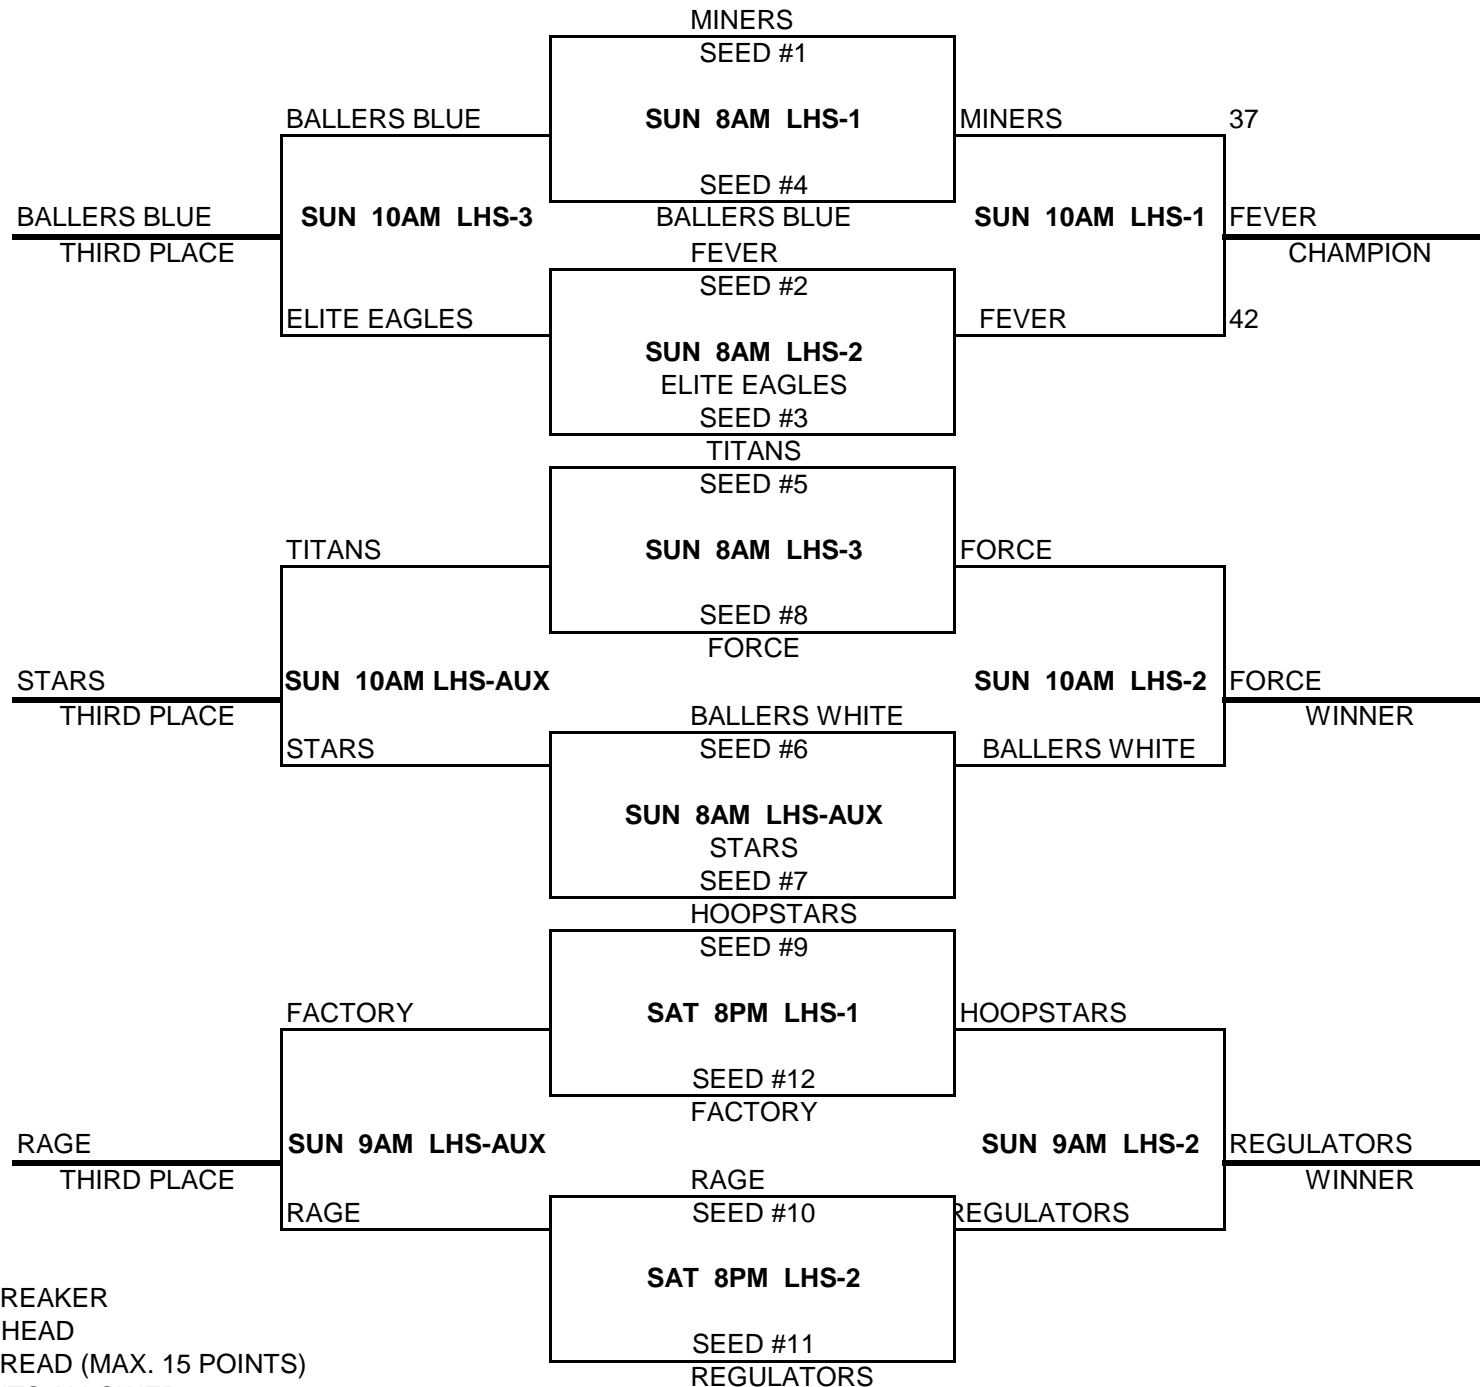 MINERS
SEED #1
BALLERS BLUE SUN 8AM LHS-1 MINERS 37
SEED #4
BALLERS BLUE SUN 10AM LHS-3 BALLERS BLUE SUN 10AM LHS-1 FEVER
THIRD PLACE FEVER CHAMPION
SEED #2
ELITE EAGLES FEVER 42
SUN 8AM LHS-2
ELITE EAGLES
SEED #3
TITANS
SEED #5
TITANS SUN 8AM LHS-3 FORCE
SEED #8
FORCE
STARS SUN 10AM LHS-AUX SUN 10AM LHS-2 FORCE
THIRD PLACE BALLERS WHITE WINNER
STARS SEED #6 BALLERS WHITE
SUN 8AM LHS-AUX
STARS
SEED #7
HOOPSTARS
SEED #9
FACTORY SAT 8PM LHS-1 HOOPSTARS
SEED #12
FACTORY
RAGE SUN 9AM LHS-AUX SUN 9AM LHS-2 REGULATORS
THIRD PLACE RAGE WINNER
RAGE SEED #10 REGULATORS
SAT 8PM LHS-2
REAKER
HEAD
SEED #11
READ (MAX. 15 POINTS)
REGULATORS